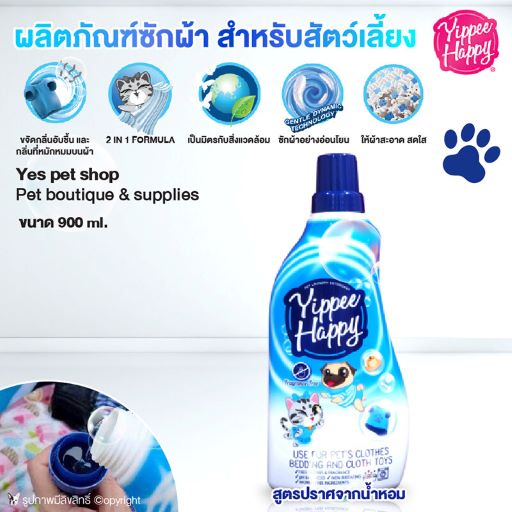 ผลิตภัณฑ์ซักผ้า สำหรับสัตว์เลี้ยง
Yippee
Happy
GENTLE DYNAMIC
TECHNOLOGY
ขจัดกลิ่นอับชื้น และ
กลิ่นที่หมักหมมบนผ้า
2 IN 1 FORMULA
เป็นมิตรกับสิ่งแวดล้อม
ซักผ้าอย่างอ่อนโยน
ให้ผ้าสะอาด สดใส
Yes pet shop
Pet boutique & supplies
ขนาด 900 ml.
Yippee
Happy
Fragrance Free
USE FOR PET'S CLOTHES
BEDDING AND CLOTH TOYS
สูตรปราศจากน้ำหอม
รูปภาพมีลิขสิทธิ์ ©opyright